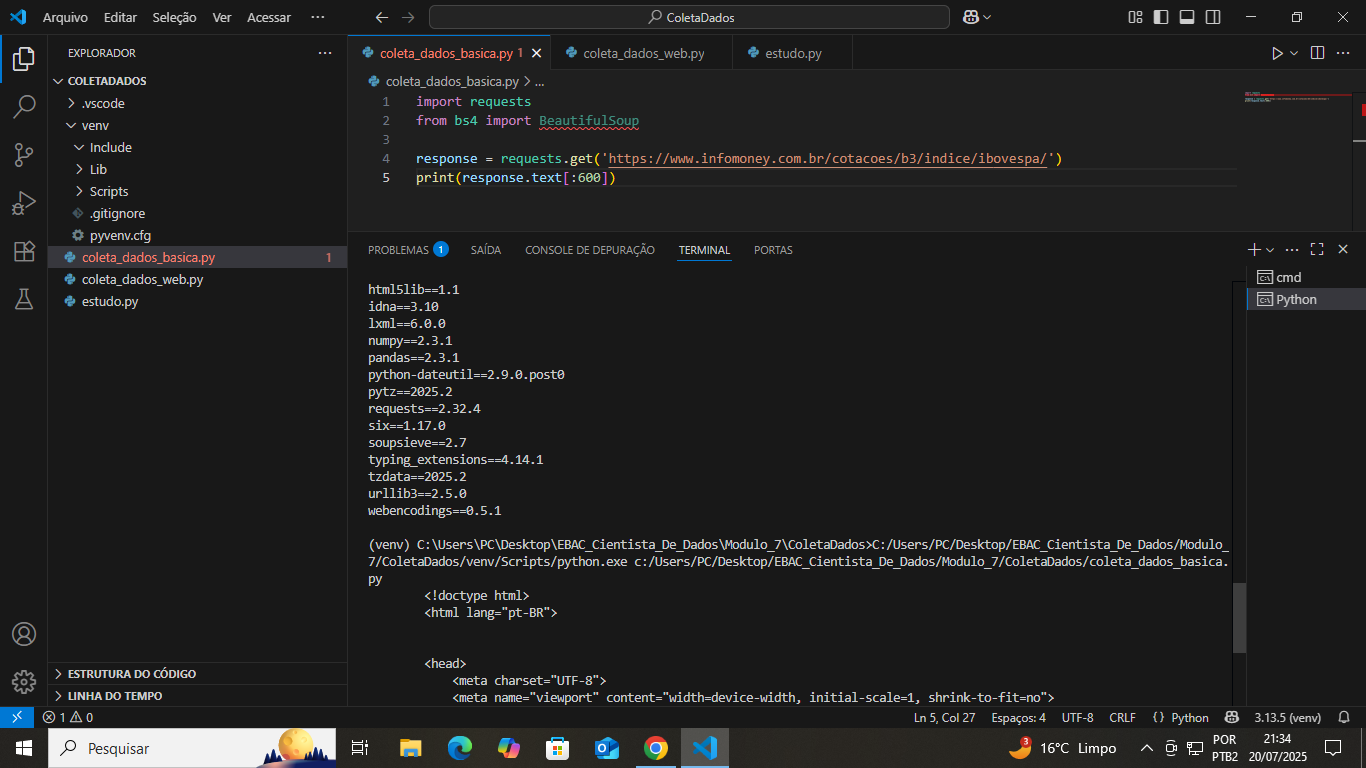 Arquivo Editar Seleção Ver Acessar ··· ColetaDados
EXPLORADOR ···
COLETADADOS
.vscode
venv
Include
Lib
Scripts
.gitignore
pyvenv.cfg
coleta_dados_basica.py 1
coleta_dados_web.py
estudo.py
ESTRUTURA DO CÓDIGO
LINHA DO TEMPO
coleta_dados_basica.py 1 coleta_dados_web.py estudo.py
coleta_dados_basica.py > ...
1 import requests
2 from bs4 import BeautifulSoup
3
4 response = requests.get('https://www.infomoney.com.br/cotacoes/b3/indice/ibovespa/')
5 print(response.text[:600])
PROBLEMAS 1 SAÍDA CONSOLE DE DEPURAÇÃO TERMINAL PORTAS
html5lib==1.1
idna==3.10
lxml==6.0.0
numpy==2.3.1
pandas==2.3.1
python-dateutil==2.9.0.post0
pytz==2025.2
requests==2.32.4
six==1.17.0
soupsieve==2.7
typing_extensions==4.14.1
tzdata==2025.2
urllib3==2.5.0
webencodings==0.5.1
(venv) C:\Users\PC\Desktop\EBAC_Cientista_De_Dados\Modulo_7\ColetaDados>C:/Users/PC/Desktop/EBAC_Cientista_De_Dados/Modulo_
7/ColetaDados/venv/Scripts/python.exe c:/Users/PC/Desktop/EBAC_Cientista_De_Dados/Modulo_7/ColetaDados/coleta_dados_basica.
py
<!doctype html>
<html lang="pt-BR">
<head>
<meta charset="UTF-8">
<meta name="viewport" content="width=device-width, initial-scale=1, shrink-to-fit=no">
cmd
Python
1 0 Ln 5, Col 27 Espaços: 4 UTF-8 CRLF {} Python 3.13.5 (venv)
Pesquisar 3 16°C Limpo POR PTB2 21:34 20/07/2025